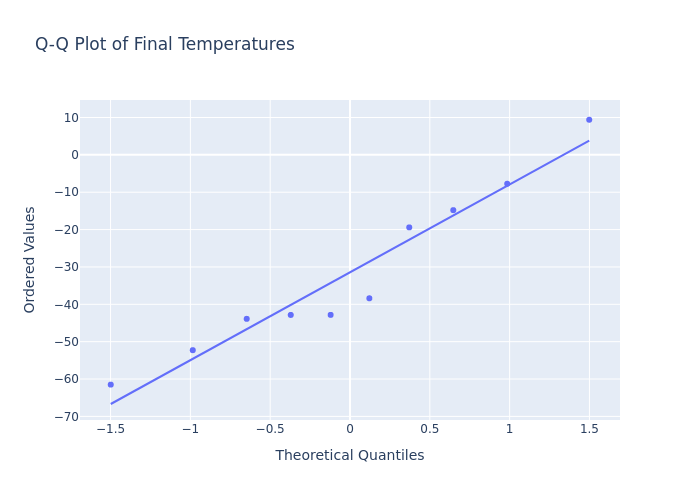 Q-Q Plot of Final Temperatures
10
0
−10
−20
−30
−40
−50
−60
−70
Ordered Values
−1.5 −1 −0.5 0 0.5 1 1.5
Theoretical Quantiles